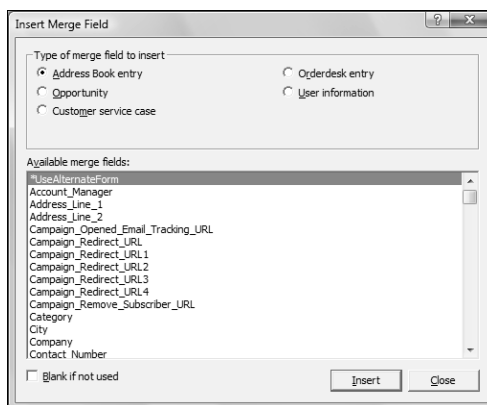 Insert Merge Field
Type of merge field to insert
Address Book entry
Orderdesk entry
Opportunity
User information
Customer service case
Available merge fields:
*UseAlternateForm
Account_Manager
Address_Line_1
Address_Line_2
Campaign_Opened_Email_Tracking_URL
Campaign_Redirect_URL
Campaign_Redirect_URL1
Campaign_Redirect_URL2
Campaign_Redirect_URL3
Campaign_Redirect_URL4
Campaign_Remove_Subscriber_URL
Category
City
Company
Contact_Number
Blank if not used
Insert
Close